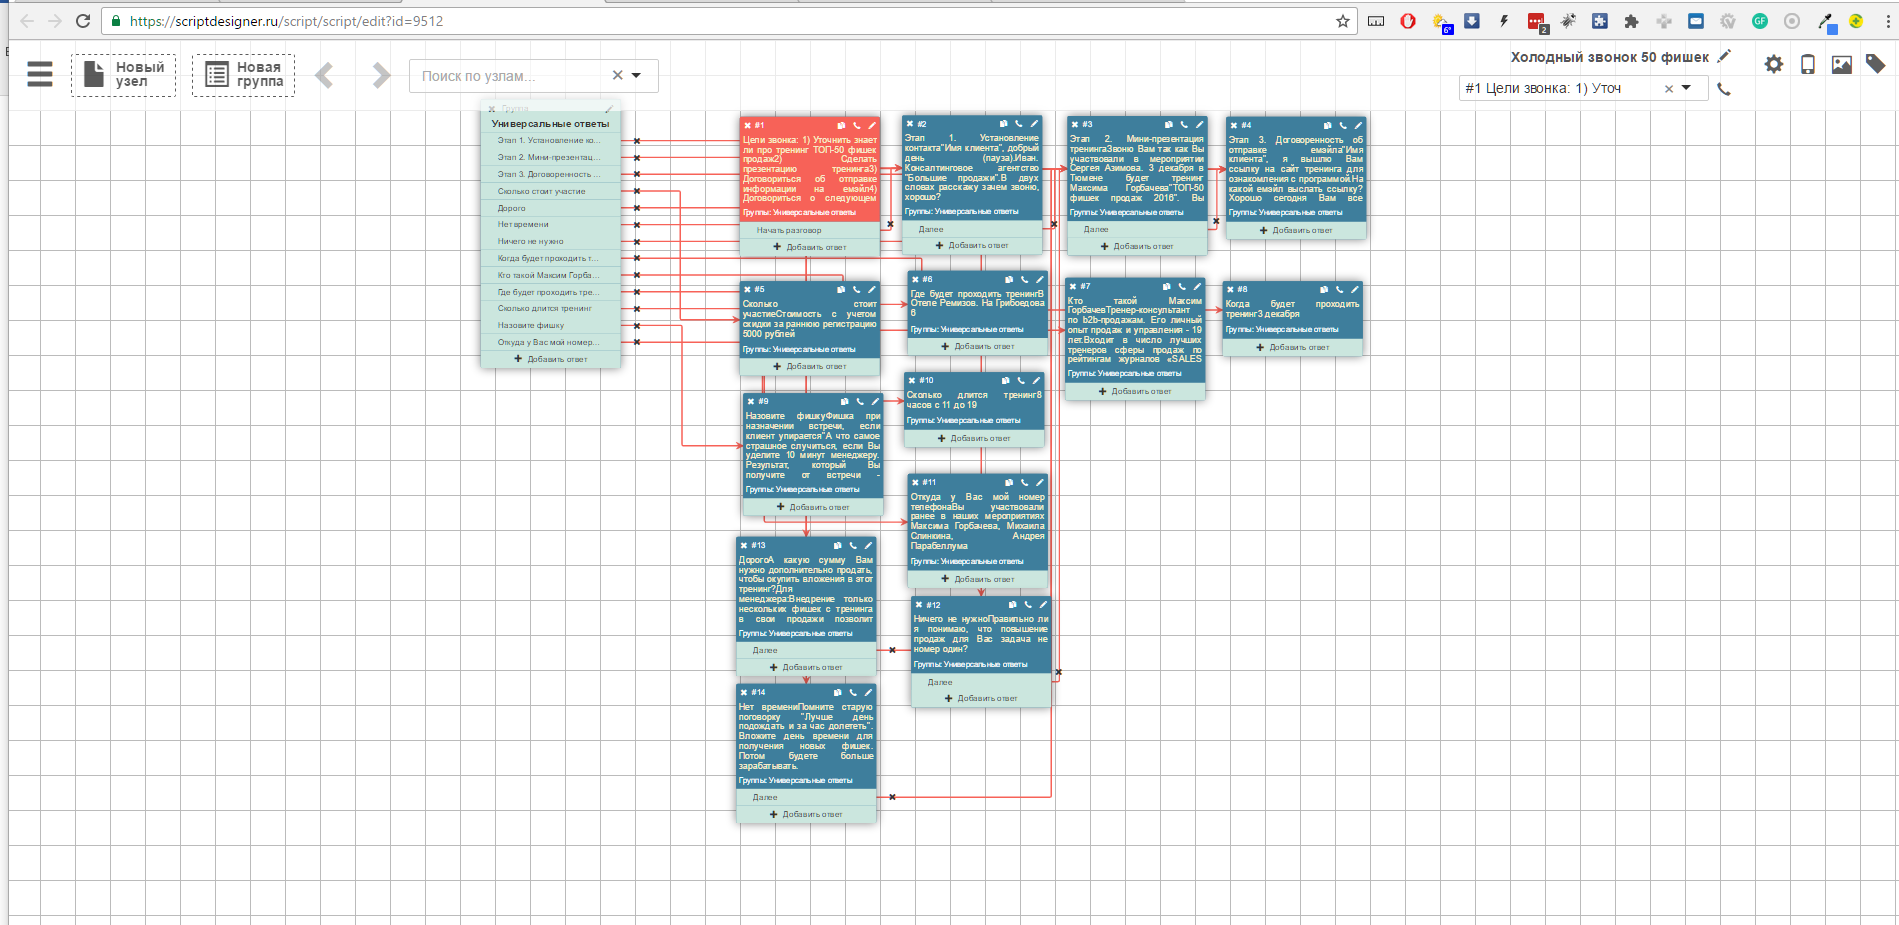 https://scriptdesigner.ru/script/script/edit?id=9512
6°
2
GF
Новый
узел
Новая
группа
Поиск по узлам...
Холодный звонок 50 фишек
#1 Цели звонка: 1) Уточ
Группа
Универсальные ответы
Этап 1. Установление ко...
Этап 2. Мини-презентац...
Этап 3. Договоренность ...
Сколько стоит участие
Дорого
Нет времени
Ничего не нужно
Когда будет проходить т...
Кто такой Максим Горба...
Где будет проходить тре...
Сколько длится тренинг
Назовите фишку
Откуда у Вас мой номер...
Добавить ответ
#1
Цели звонка: 1) Уточнить знает
ли про тренинг ТОП-50 фишек
продаж2) Сделать
презентацию тренинга3)
Договориться об отправке
информации на емэйл4)
Договориться о следующем
Группы: Универсальные ответы
Начать разговор
Добавить ответ
#2
Этап 1. Установление
контакта"Имя клиента", добрый
день (пауза).Иван.
Консалтинговое агентство
"Большие продажи".В двух
словах расскажу зачем звоню,
хорошо?
Группы: Универсальные ответы
Далее
Добавить ответ
#3
Этап 2. Мини-презентация
тренингаЗвоню Вам так как Вы
участвовали в мероприятии
Сергея Азимова. 3 декабря в
Тюмене будет тренинг
Максима Горбачева"ТОП-50
фишек продаж 2016". Вы
Группы: Универсальные ответы
Далее
Добавить ответ
#4
Этап 3. Договоренность об
отправке емэйла"Имя
клиента", я вышлю Вам
ссылку на сайт тренинга для
ознакомления с программой.На
какой емэйл выслать ссылку?
Хорошо сегодня Вам все
Группы: Универсальные ответы
Добавить ответ
#5
Сколько стоит
участиеСтоимость с учетом
скидки за раннюю регистрацию
5000 рублей
Группы: Универсальные ответы
Добавить ответ
#6
Где будет проходить тренингВ
Отеле Ремизов. На Грибоедова
6
Группы: Универсальные ответы
Добавить ответ
#7
Кто такой Максим
ГорбачевТренер-консультант
по b2b-продажам. Его личный
опыт продаж и управления - 19
лет.Входит в число лучших
тренеров сферы продаж по
рейтингам журналов «SALES
Группы: Универсальные ответы
Добавить ответ
#8
Когда будет проходить
тренинг3 декабря
Группы: Универсальные ответы
Добавить ответ
#9
Назовите фишкуФишка при
назначении встречи, если
клиент упирается"А что самое
страшное случиться, если Вы
уделите 10 минут менеджеру.
Результат, который Вы
получите от встречи -
Группы: Универсальные ответы
Добавить ответ
#10
Сколько длится тренинг8
часов с 11 до 19
Группы: Универсальные ответы
Добавить ответ
#11
Откуда у Вас мой номер
телефонаВы участвовали
ранее в наших мероприятиях
Максима Горбачева, Михаила
Слинкина, Андрея
Парабеллума
Группы: Универсальные ответы
Добавить ответ
#12
Ничего не нужноПравильно ли
я понимаю, что повышение
продаж для Вас задача не
номер один?
Группы: Универсальные ответы
Далее
Добавить ответ
#13
ДорогоА какую сумму Вам
нужно дополнительно продать,
чтобы окупить вложения в этот
тренинг?Для
менеджера:Внедрение только
нескольких фишек с тренинга
в свои продажи позволит
Группы: Универсальные ответы
Далее
Добавить ответ
#14
Нет времениПомните старую
поговорку "Лучше день
подождать и за час долететь".
Вложите день времени для
получения новых фишек.
Потом будете больше
зарабатывать.
Группы: Универсальные ответы
Далее
Добавить ответ